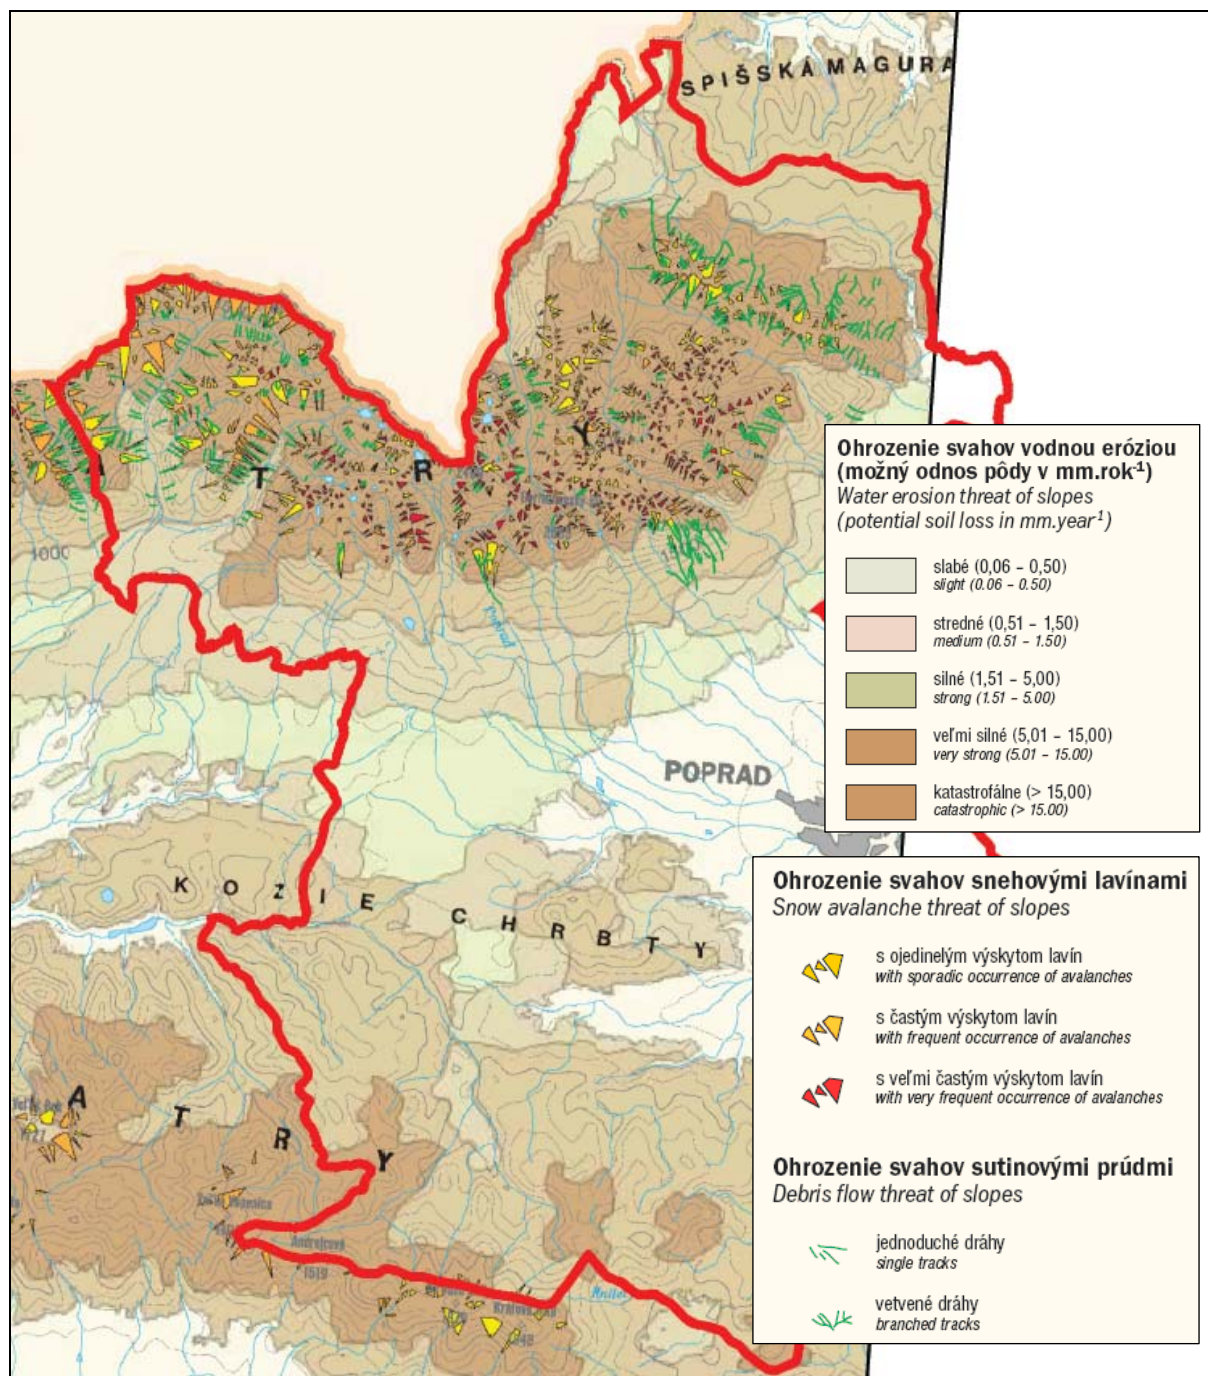 SPIŠSKÁ MAGURA
T
R
Y
1000
Poprad
POPRAD
KOZIE CHRBTY
A
T
R
Y
Andrejcová
1519
Hnilec
Ohrozenie svahov vodnou eróziou
(možný odnos pôdy v mm.rok-1)
Water erosion threat of slopes
(potential soil loss in mm.year1)
slabé (0,06 – 0,50)
slight (0.06 – 0.50)
stredné (0,51 – 1,50)
medium (0.51 – 1.50)
silné (1,51 – 5,00)
strong (1.51 – 5.00)
veľmi silné (5,01 – 15,00)
very strong (5.01 – 15.00)
katastrofálne (> 15,00)
catastrophic (> 15.00)
Ohrozenie svahov snehovými lavínami
Snow avalanche threat of slopes
s ojedinelým výskytom lavín
with sporadic occurrence of avalanches
s častým výskytom lavín
with frequent occurrence of avalanches
s veľmi častým výskytom lavín
with very frequent occurrence of avalanches
Ohrozenie svahov sutinovými prúdmi
Debris flow threat of slopes
jednoduché dráhy
single tracks
vetvené dráhy
branched tracks